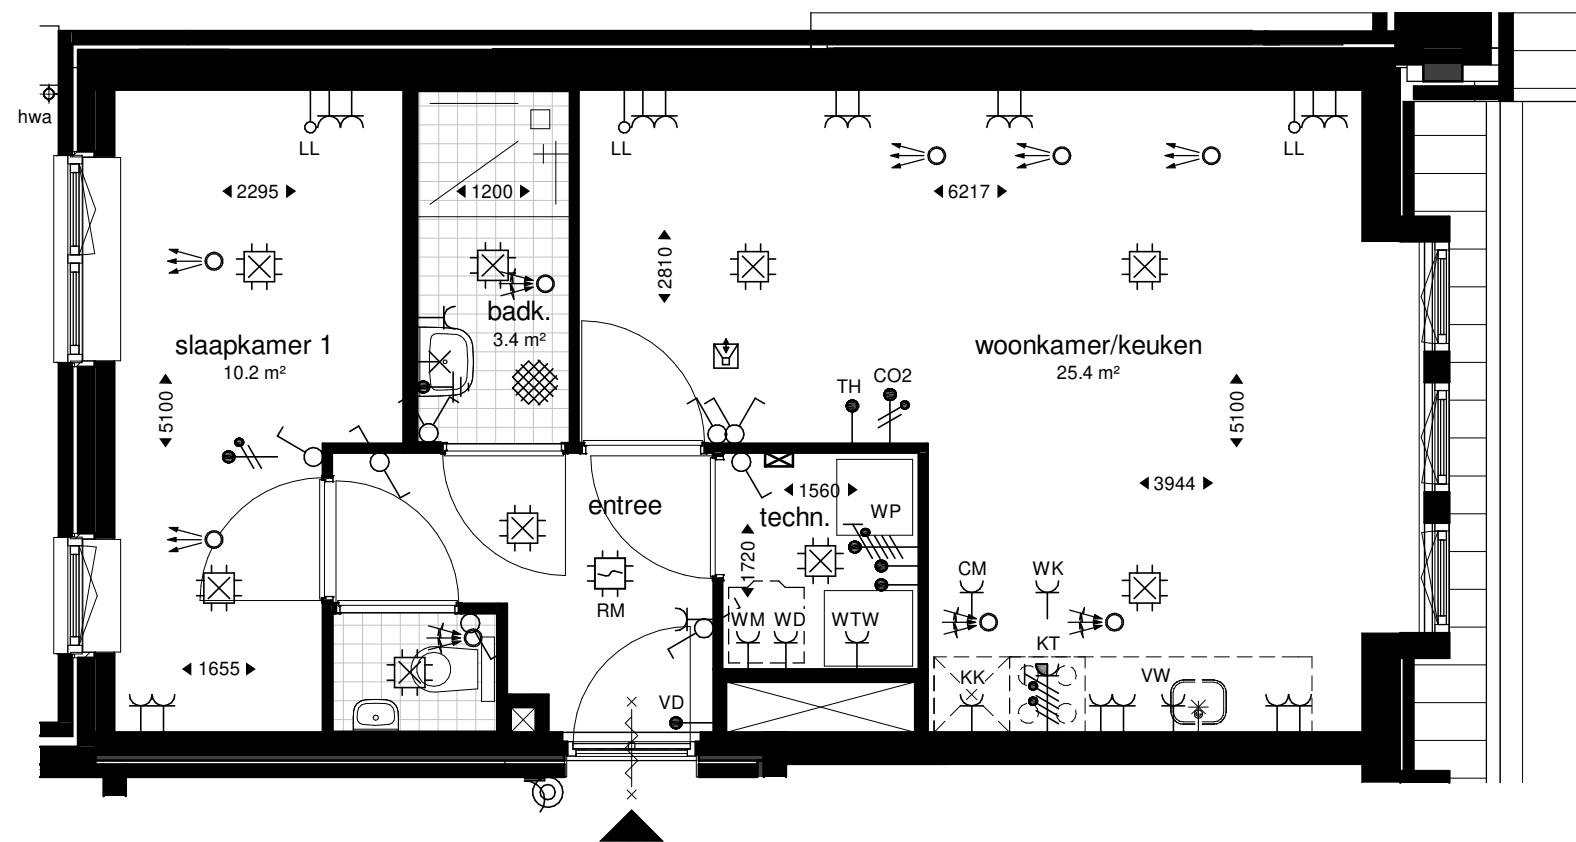 hwa
LL
LL
LL
2295
1200
6217
2810
badk.
3.4 m²
slaapkamer 1
10.2 m²
woonkamer/keuken
25.4 m²
TH
CO2
5100
5100
3944
1560
entree
techn.
WP
1720
CM
WK
RM
WM
WD
WTW
KT
1655
KK
VW
VD